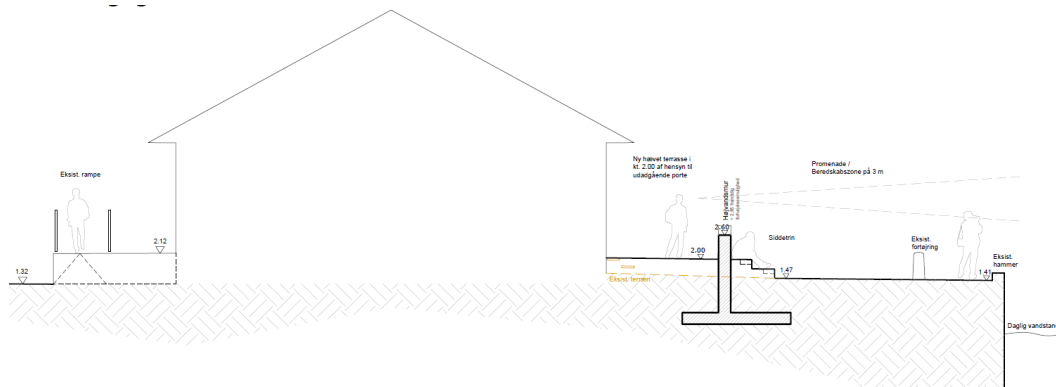 Eksist. rampe
2.12
1.32
Ny hævet terrasse i
kt. 2.00 af hensyn til
udadgående porte
Højvandsmur
2.60
2.00
Eksist. terræn
Siddetrin
1.47
Promenade /
Beredskabszone på 3 m
Eksist.
fortøjring
Eksist.
hammer
1.41
Daglig vandstand